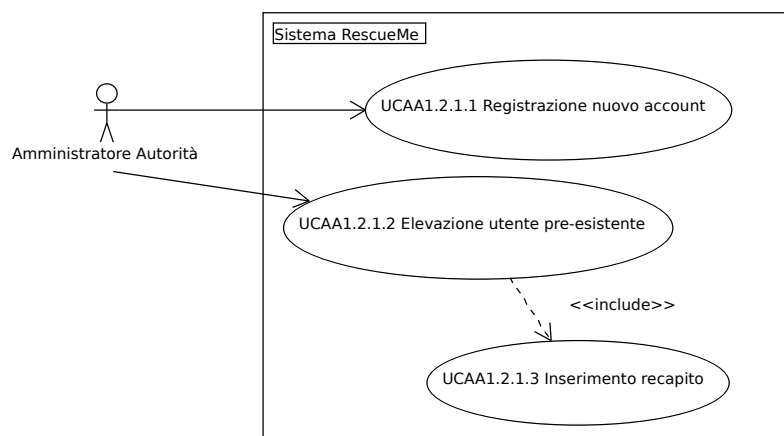 Sistema RescueMe
UCAA1.2.1.1 Registrazione nuovo account
Amministratore Autorità
UCAA1.2.1.2 Elevazione utente pre-esistente
<<include>>
UCAA1.2.1.3 Inserimento recapito